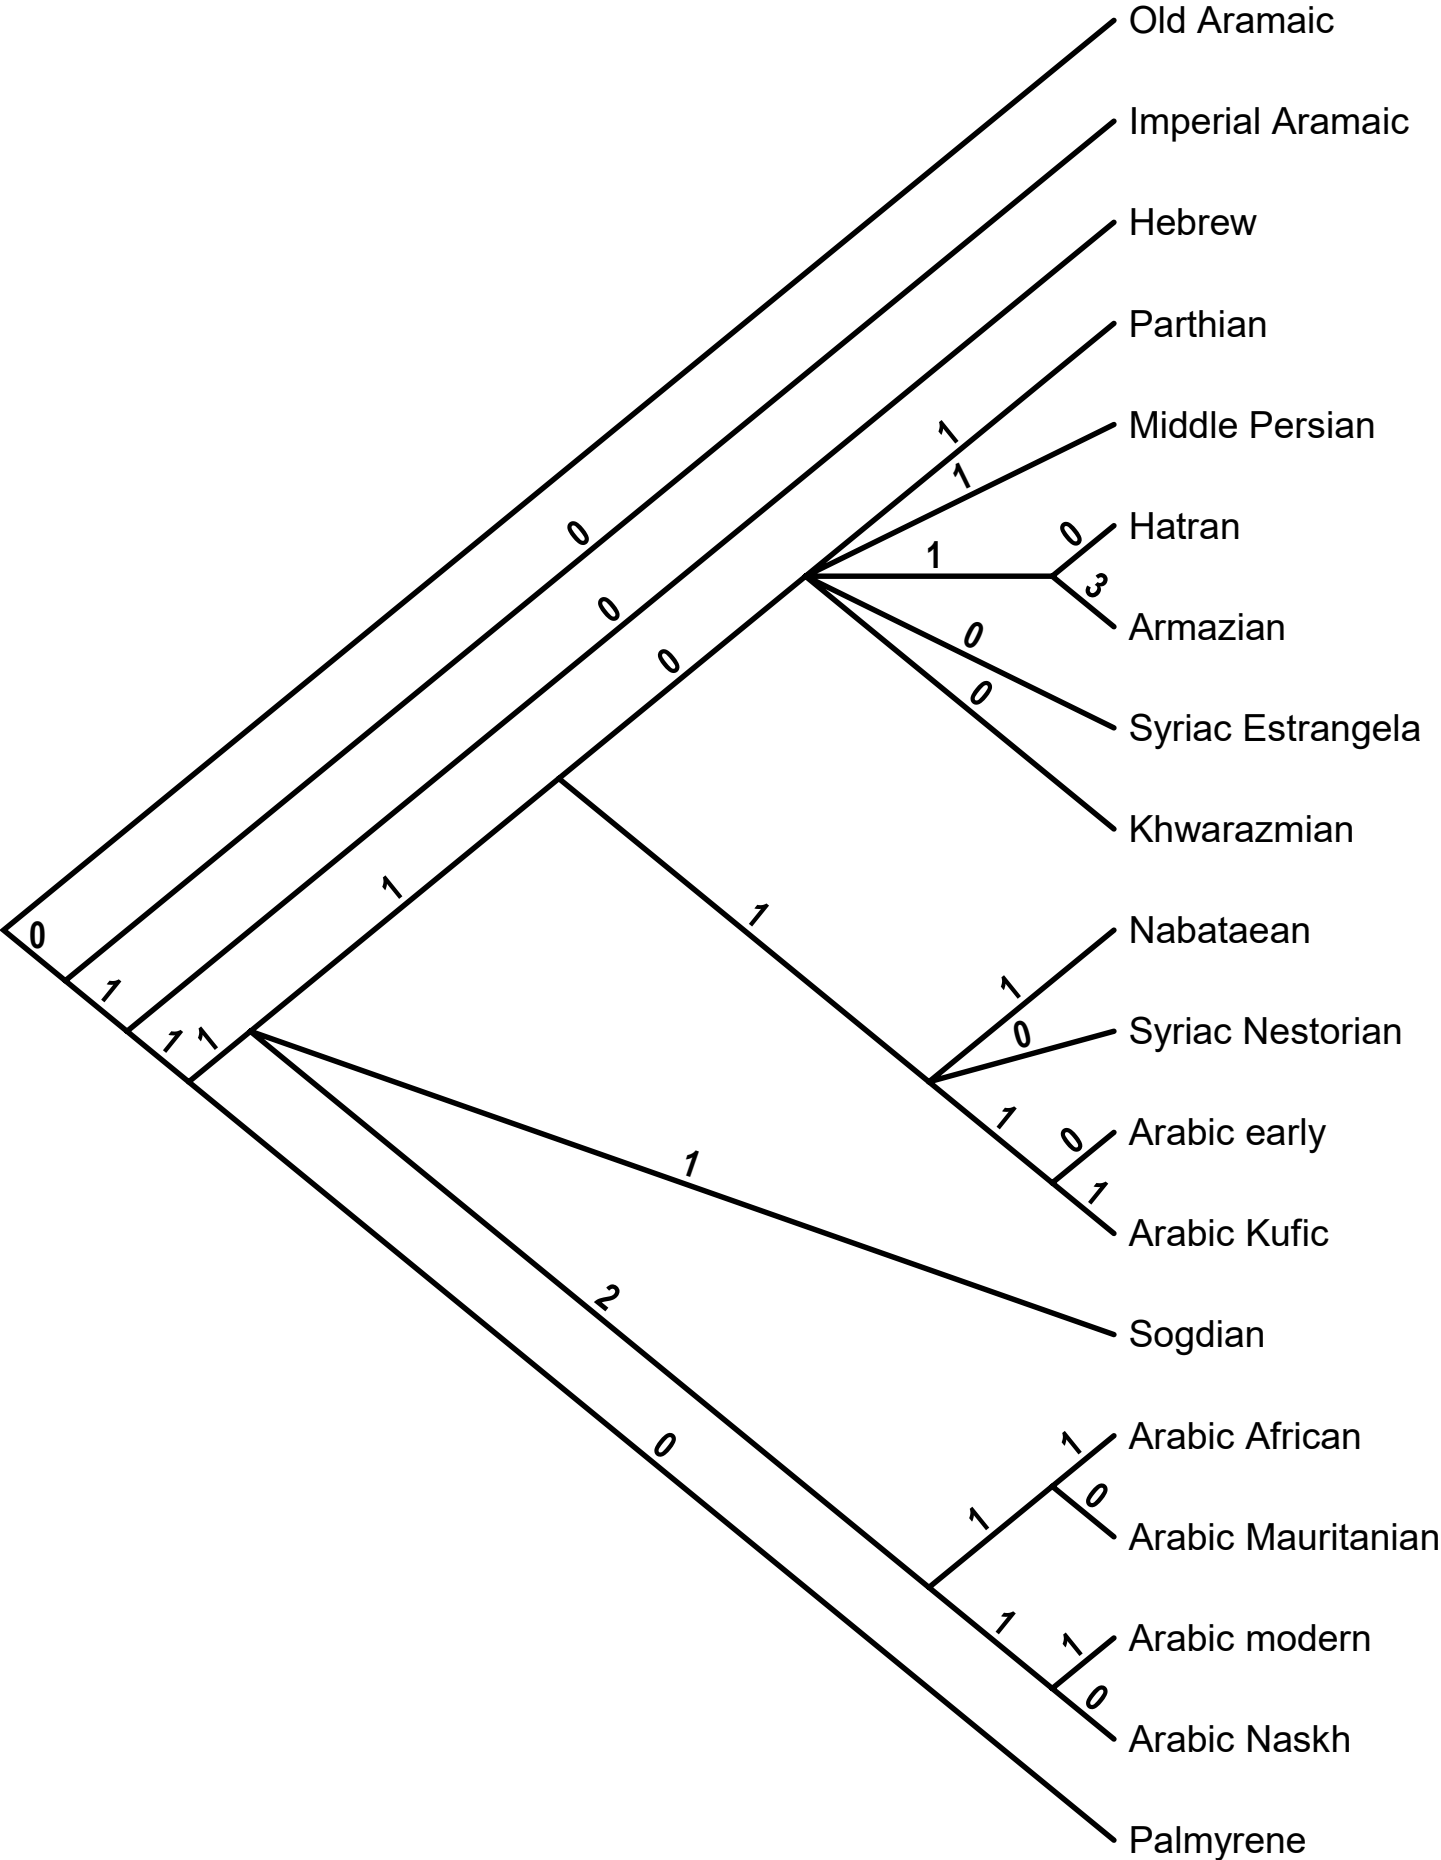 Old Aramaic
Imperial Aramaic
Hebrew
Parthian
1
Middle Persian
1
0
Hatran
0
1
3
0
Armazian
0
0
0
Syriac Estrangela
Khwarazmian
1
1
0
Nabataean
1
1
0
Syriac Nestorian
1
1
1
0
Arabic early
1
1
Arabic Kufic
2
Sogdian
0
1
Arabic African
0
1
Arabic Mauritanian
1
1
Arabic modern
0
Arabic Naskh
Palmyrene